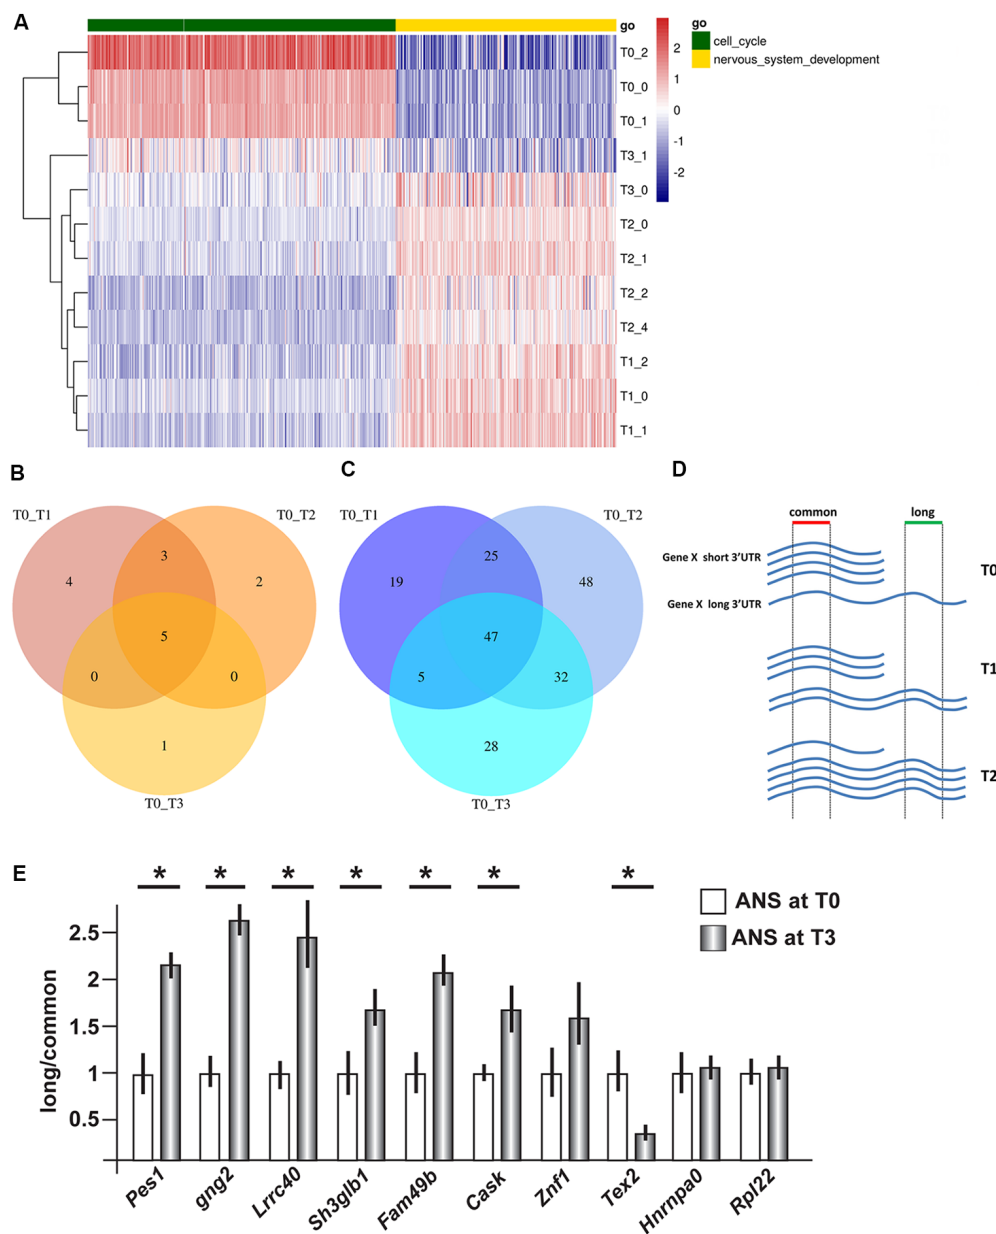 A
go
go
cell_cycle
nervous_system_development
2
1
0
-1
-2
T0_2
T0_0
T0_1
T3_1
T3_0
T2_0
T2_1
T2_2
T2_4
T1_2
T1_0
T1_1
B
T0_T1
T0_T2
3
4
2
5
0
0
1
T0_T3
C
T0_T1
T0_T2
25
19
48
47
5
32
28
T0_T3
D
common
long
Gene X short 3'UTR
T0
Gene X long 3'UTR
T1
T2
E
* * * * * * *
ANS at T0
ANS at T3
long/common
2.5
2
1
1
0.5
Pes1
gng2
Lrrc40
Sh3glb1
Fam49b
Cask
Znf1
Tex2
Hnrnpa0
Rpl22